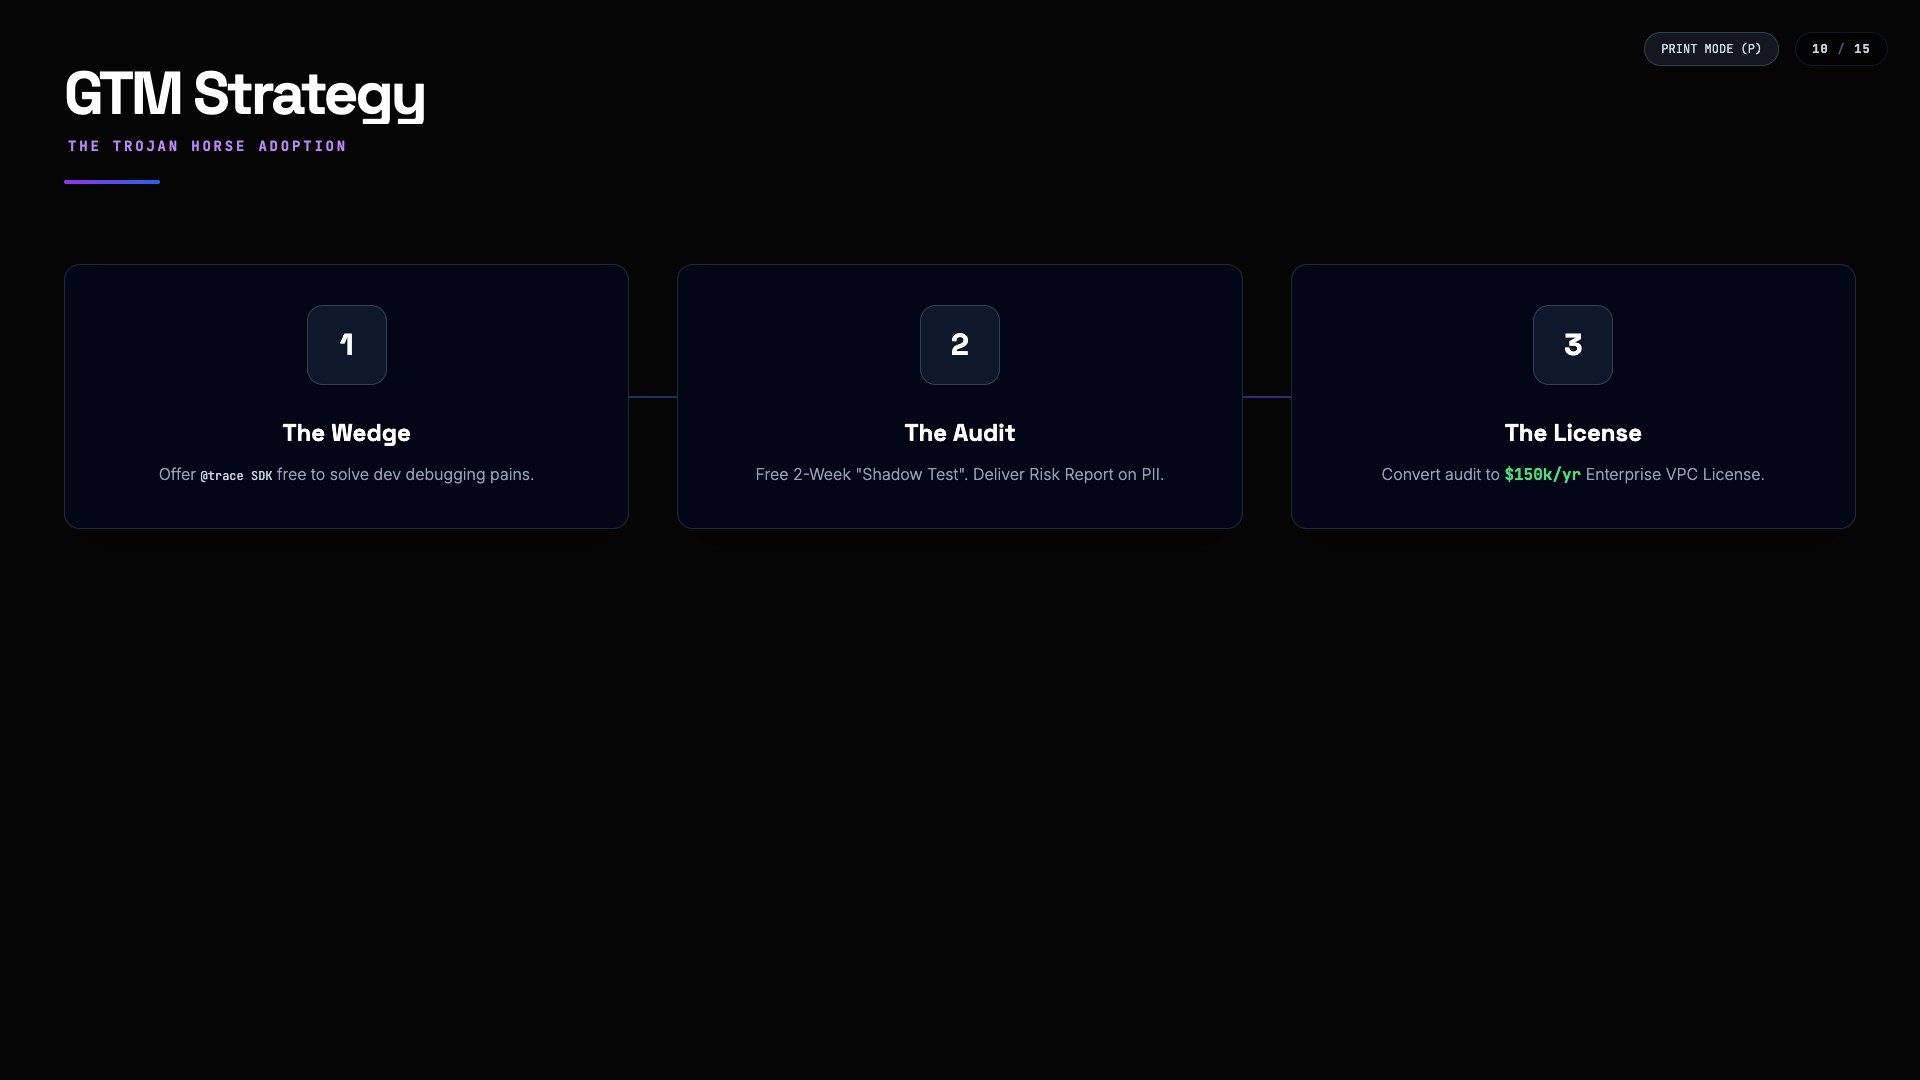 PRINT MODE (P)
10 / 15
GTM Strategy
THE TROJAN HORSE ADOPTION
1
The Wedge
Offer @trace SDK free to solve dev debugging pains.
2
The Audit
Free 2-Week "Shadow Test". Deliver Risk Report on PII.
3
The License
Convert audit to $150k/yr Enterprise VPC License.